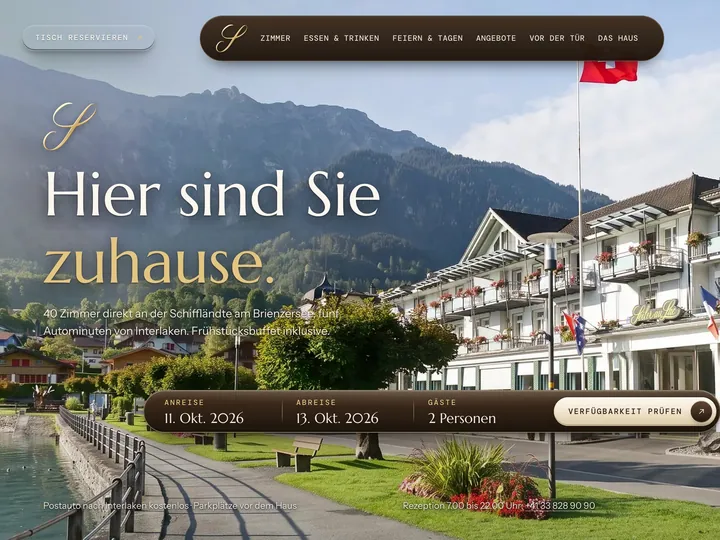 TISCH RESERVIEREN
S ZIMMER ESSEN & TRINKEN FEIERN & TAGEN ANGEBOTE VOR DER TÜR DAS HAUS
S
Hier sind Sie
zuhause.
40 Zimmer direkt an der Schifflände am Brienzersee, fünf
Autominuten von Interlaken. Frühstücksbuffet inklusive.
ANREISE ABREISE GÄSTE
11. Okt. 2026 13. Okt. 2026 2 Personen
VERFÜGBARKEIT PRÜFEN ↗
Postauto nach Interlaken kostenlos · Parkplätze vor dem Haus
Rezeption 7.00 bis 22.00 Uhr: +41 33 828 90 90